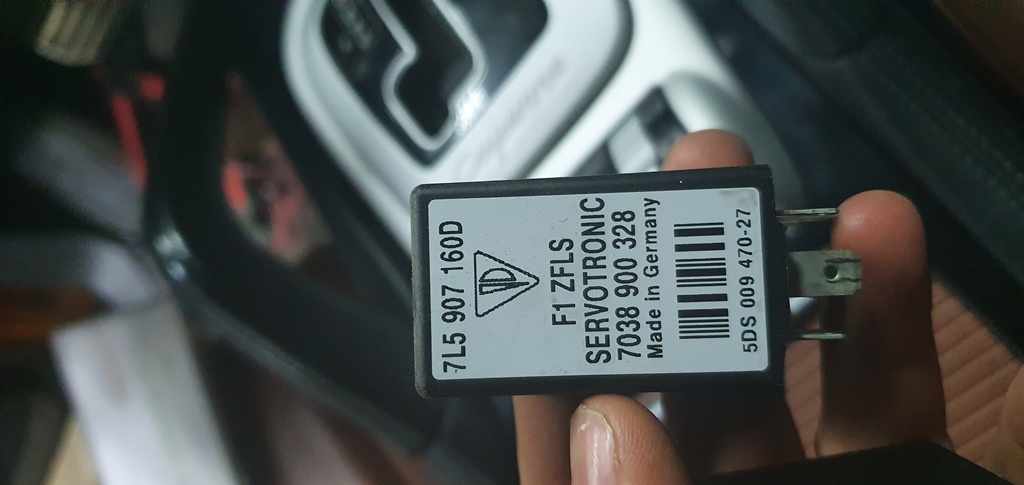 7L5 907 160D
F1 ZFLS
SERVOTRONIC
7038 900 328
Made in Germany
5DS 009 470-27